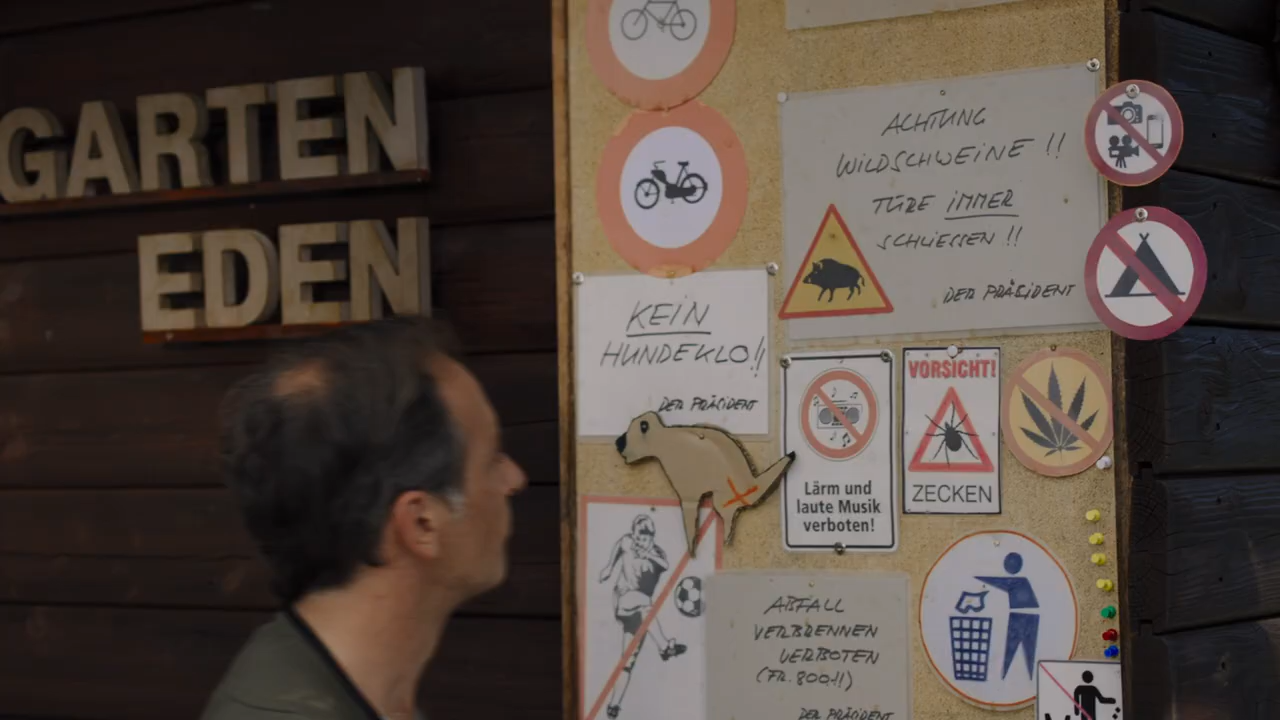 GARTEN
EDEN
ACHTUNG
WILDSCHWEINE !!
TÜRE IMMER
SCHLIESSEN !!
DER PRÄSIDENT
KEIN
HUNDEKLO!!
DER PRÄSIDENT
Lärm und
laute Musik
verboten!
VORSICHT!
ZECKEN
ABFALL
VERBRENNEN
VERBOTEN
(FR. 800.!!)
DER PRÄSIDENT